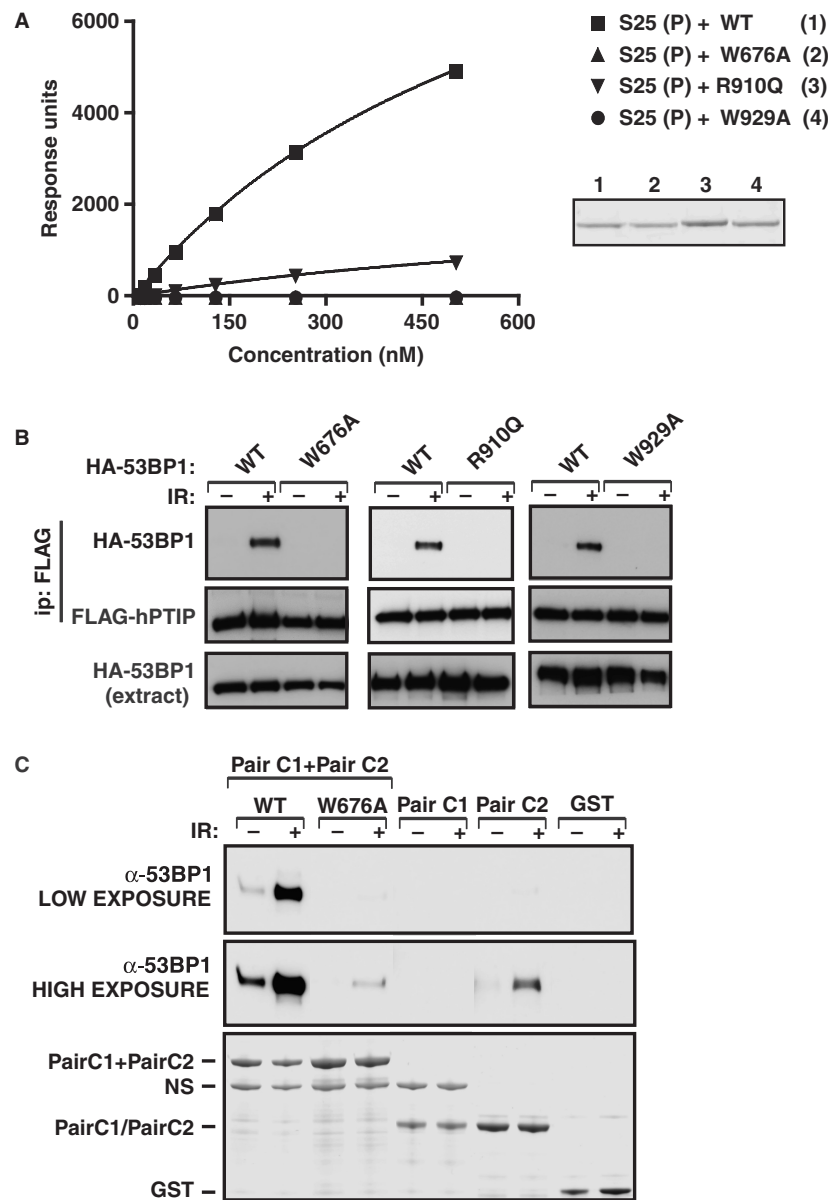 A
6000
4000
2000
0
Response units
0 150 300 450 600
Concentration (nM)
S25 (P) + WT (1)
S25 (P) + W676A (2)
S25 (P) + R910Q (3)
S25 (P) + W929A (4)
1 2 3 4
B
HA-53BP1: WT W676A WT R910Q WT W929A
IR: – + – + – + – + – + – +
ip: FLAG
HA-53BP1
FLAG-hPTIP
HA-53BP1
(extract)
C
Pair C1+Pair C2
WT W676A Pair C1 Pair C2 GST
IR: – + – + – + – + – +
α-53BP1
LOW EXPOSURE
α-53BP1
HIGH EXPOSURE
PairC1+PairC2 –
NS –
PairC1/PairC2 –
GST –